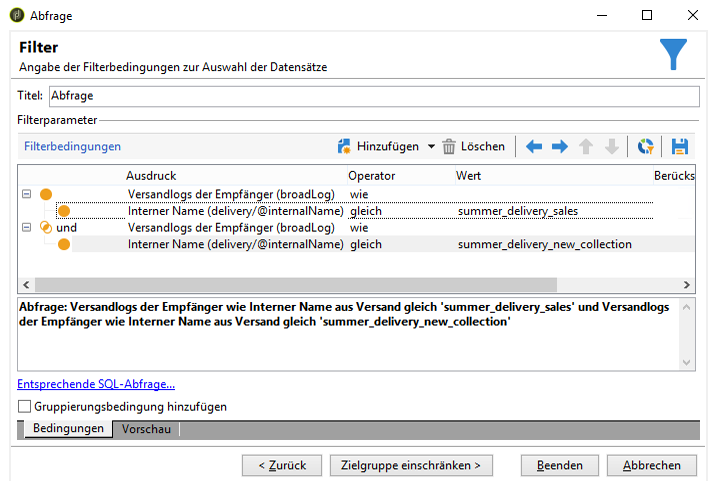 Abfrage
Filter
Angabe der Filterbedingungen zur Auswahl der Datensätze
Titel: Abfrage
Filterparameter
Filterbedingungen Hinzufügen Löschen
Ausdruck Operator Wert Berücks
Versandlogs der Empfänger (broadLog) wie
Interner Name (delivery/@internalName) gleich summer_delivery_sales
und Versandlogs der Empfänger (broadLog) wie
Interner Name (delivery/@internalName) gleich summer_delivery_new_collection
Abfrage: Versandlogs der Empfänger wie Interner Name aus Versand gleich 'summer_delivery_sales' und Versandlogs
der Empfänger wie Interner Name aus Versand gleich 'summer_delivery_new_collection'
Entsprechende SQL-Abfrage...
Gruppierungsbedingung hinzufügen
Bedingungen Vorschau
< Zurück Zielgruppe einschränken > Beenden Abbrechen